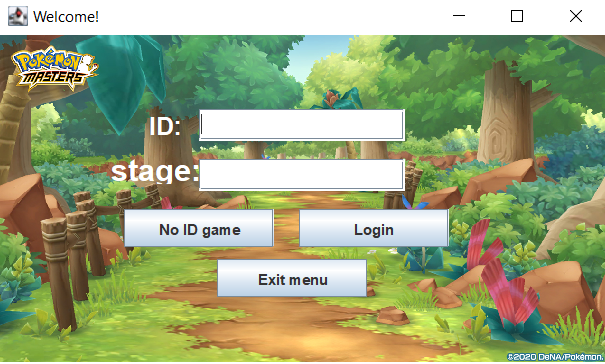 Welcome!
Pokémon
MASTERS
ID:
stage:
No ID game
Login
Exit menu
©2020 DeNA/Pokémon.